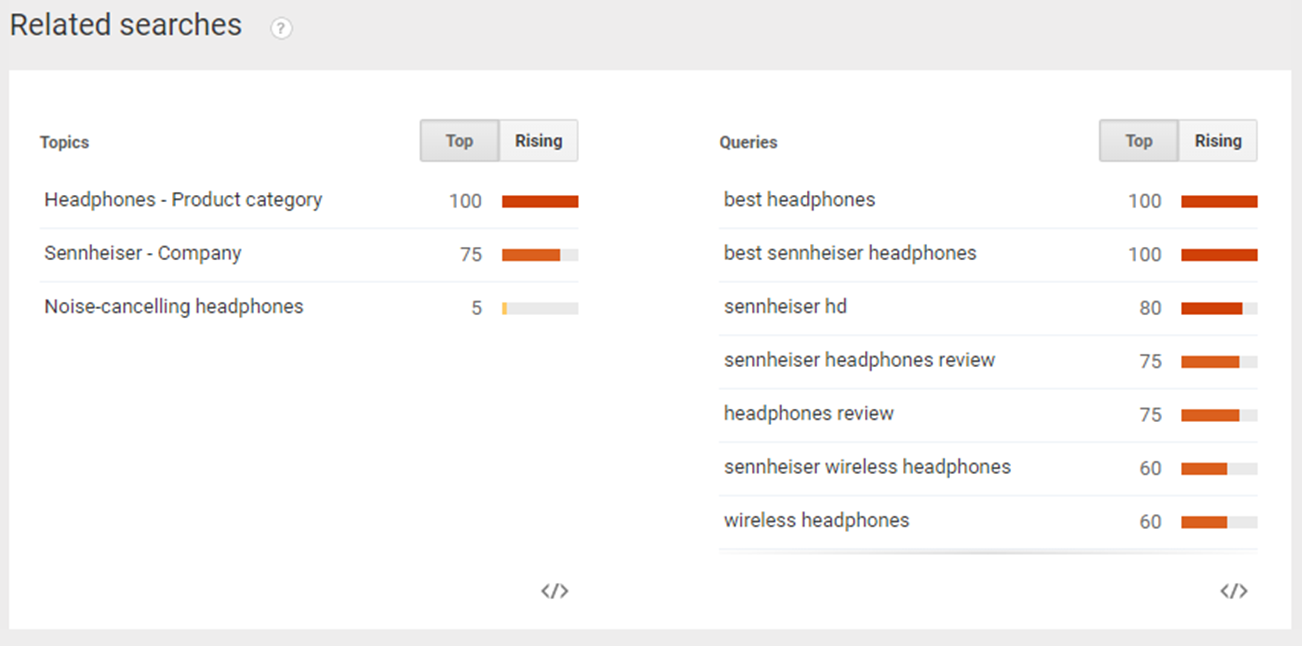 Related searches ?
Topics Top Rising
Headphones - Product category 100
Sennheiser - Company 75
Noise-cancelling headphones 5
</>
Queries Top Rising
best headphones 100
best sennheiser headphones 100
sennheiser hd 80
sennheiser headphones review 75
headphones review 75
sennheiser wireless headphones 60
wireless headphones 60
</>